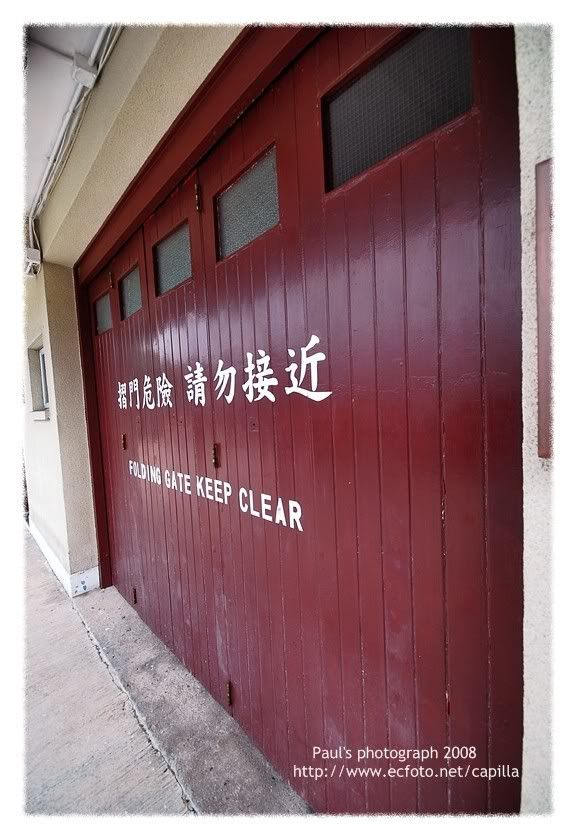 摺門危險 請勿接近
FOLDING GATE KEEP CLEAR
Paul's photograph 2008
http://www.ecfoto.net/capilla